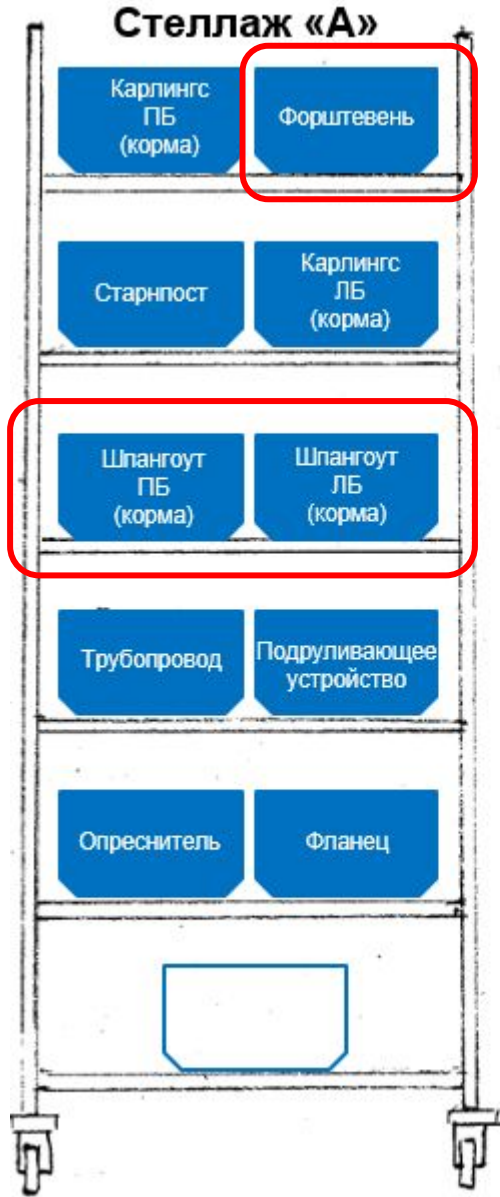 Стеллаж «А»
Карлингс
ПБ
(корма)
Форштевень
Старнпост
Карлингс
ЛБ
(корма)
Шпангоут
ПБ
(корма)
Шпангоут
ЛБ
(корма)
Трубопровод
Подруливающее
устройство
Опреснитель
Фланец